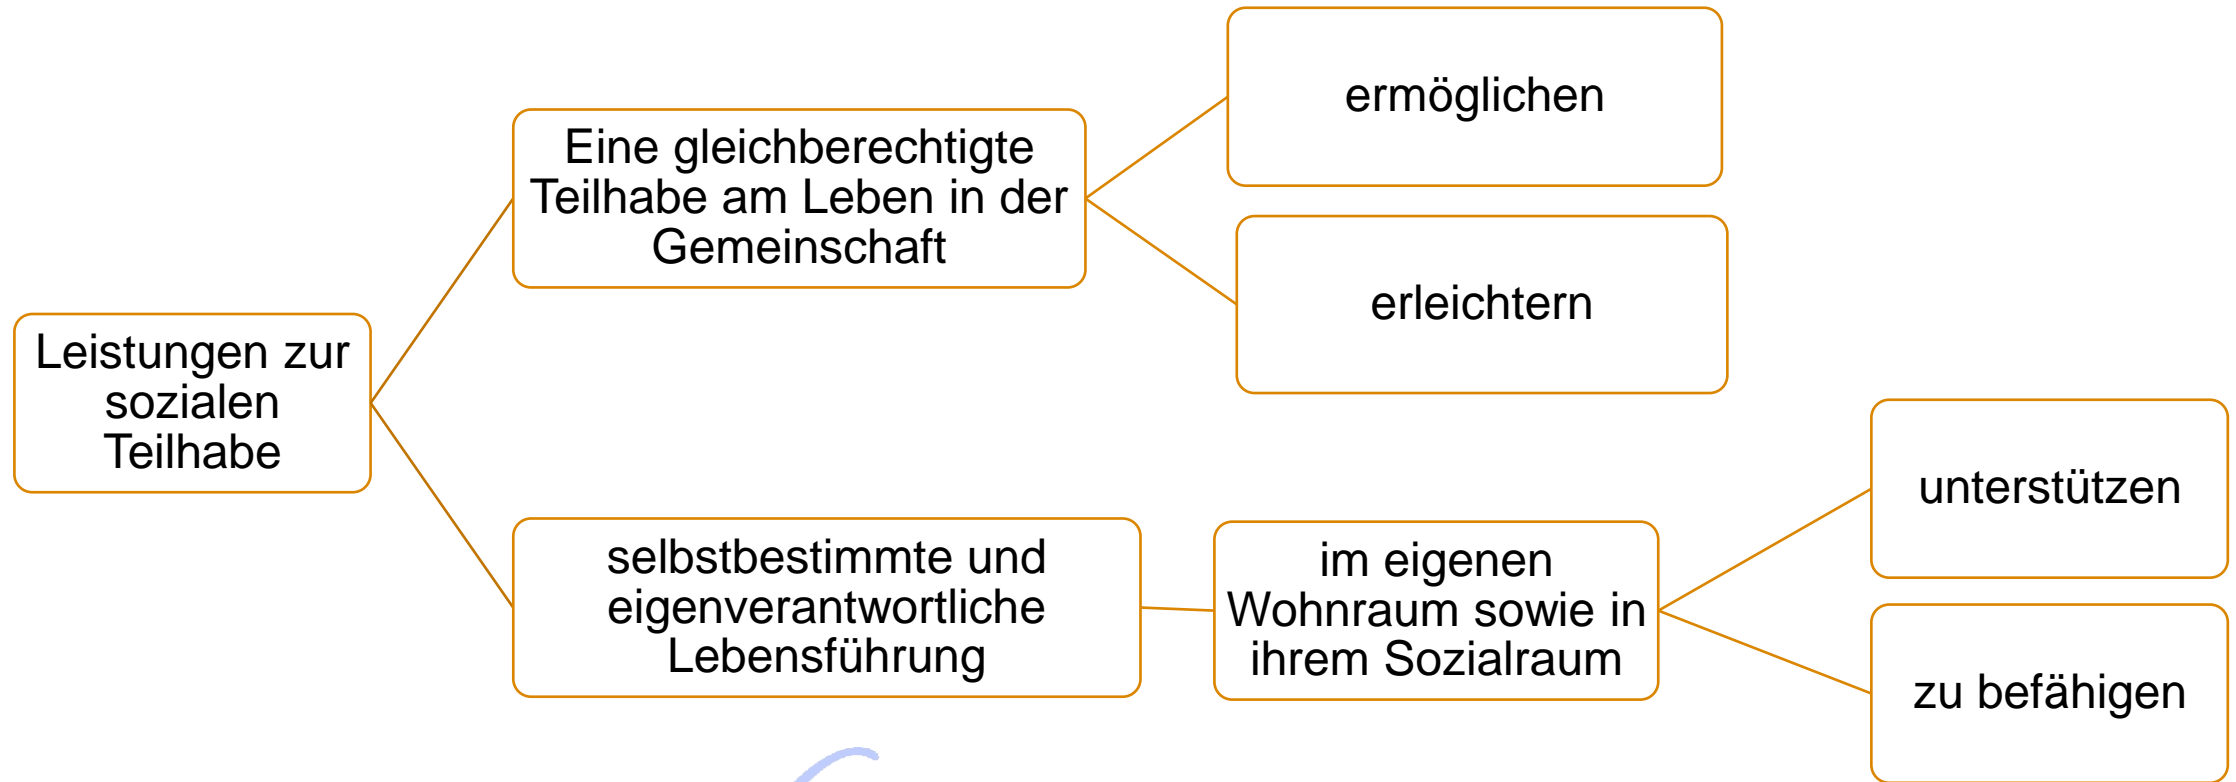 Leistungen zur
sozialen
Teilhabe
Eine gleichberechtigte
Teilhabe am Leben in der
Gemeinschaft
ermöglichen
erleichtern
selbstbestimmte und
eigenverantwortliche
Lebensführung
im eigenen
Wohnraum sowie in
ihrem Sozialraum
unterstützen
zu befähigen